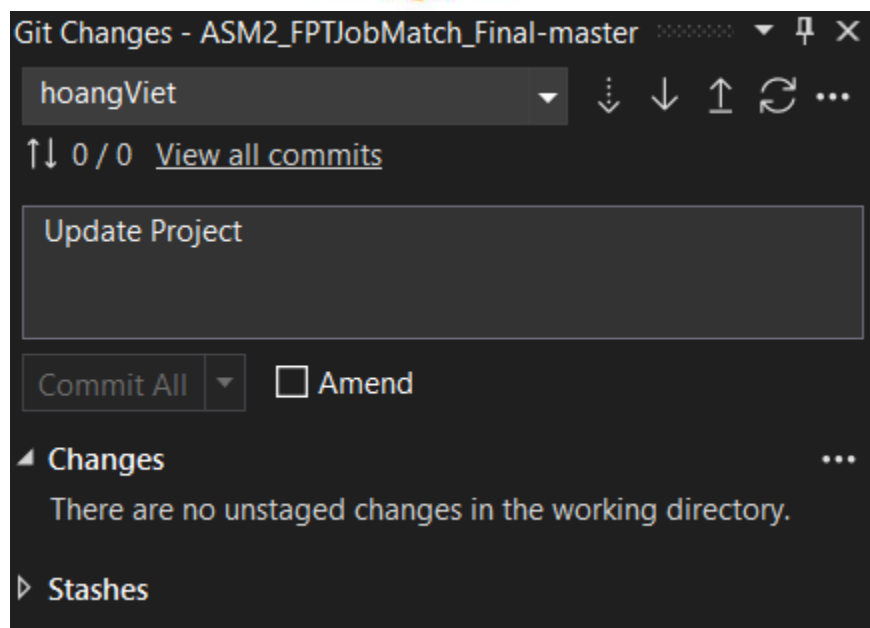 Git Changes - ASM2_FPTJobMatch_Final-master
hoangViet
0 / 0 View all commits
Update Project
Commit All Amend
Changes
There are no unstaged changes in the working directory.
Stashes